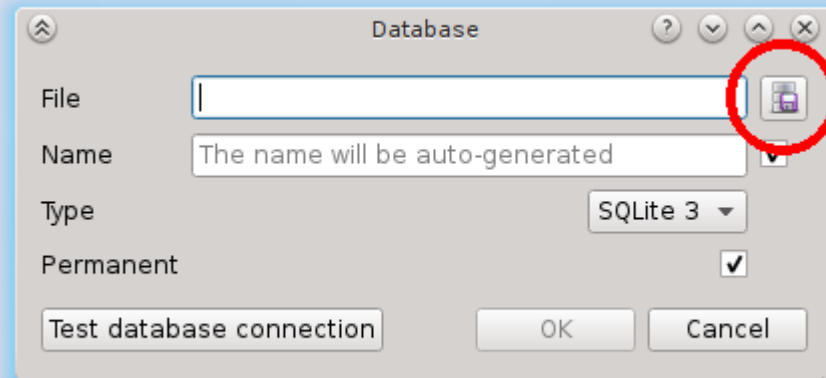 Database
File
Name The name will be auto-generated
Type SQLite 3
Permanent
Test database connection OK Cancel